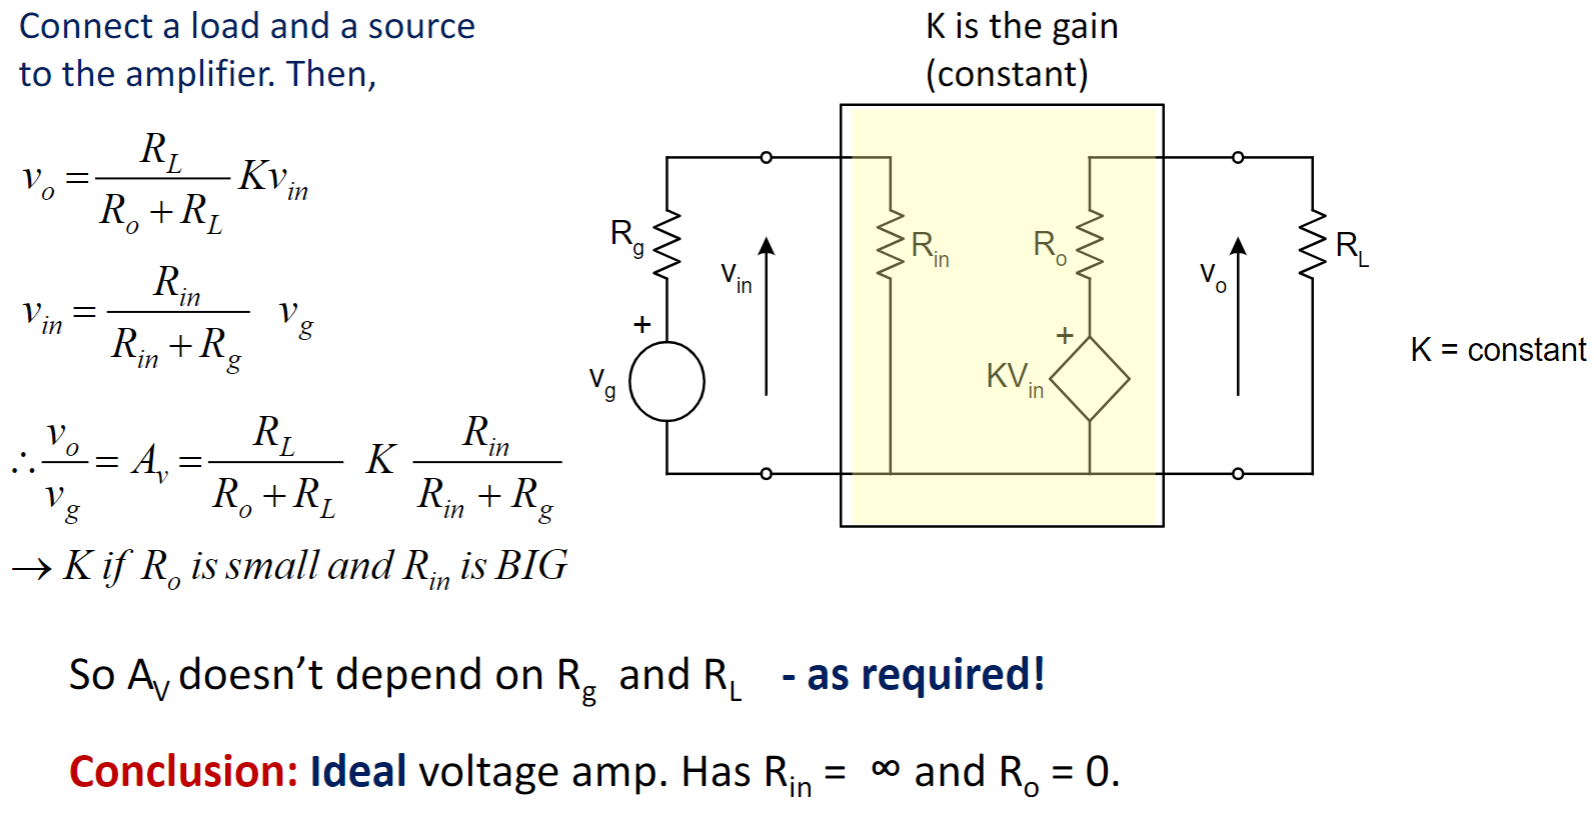 Connect a load and a source
to the amplifier. Then,
v_o = \frac{R_L}{R_o + R_L} K v_{in}
v_{in} = \frac{R_{in}}{R_{in} + R_g} v_g
∴ \frac{v_o}{v_g} = A_v = \frac{R_L}{R_o + R_L} K \frac{R_{in}}{R_{in} + R_g}
→ K if R_o is small and R_{in} is BIG
K is the gain
(constant)
R_g
v_{in}
+
v_g
R_{in}
R_o
+
KV_{in}
v_o
R_L
K = constant
So A_V doesn't depend on R_g and R_L - as required!
Conclusion: Ideal voltage amp. Has R_{in} = ∞ and R_o = 0.